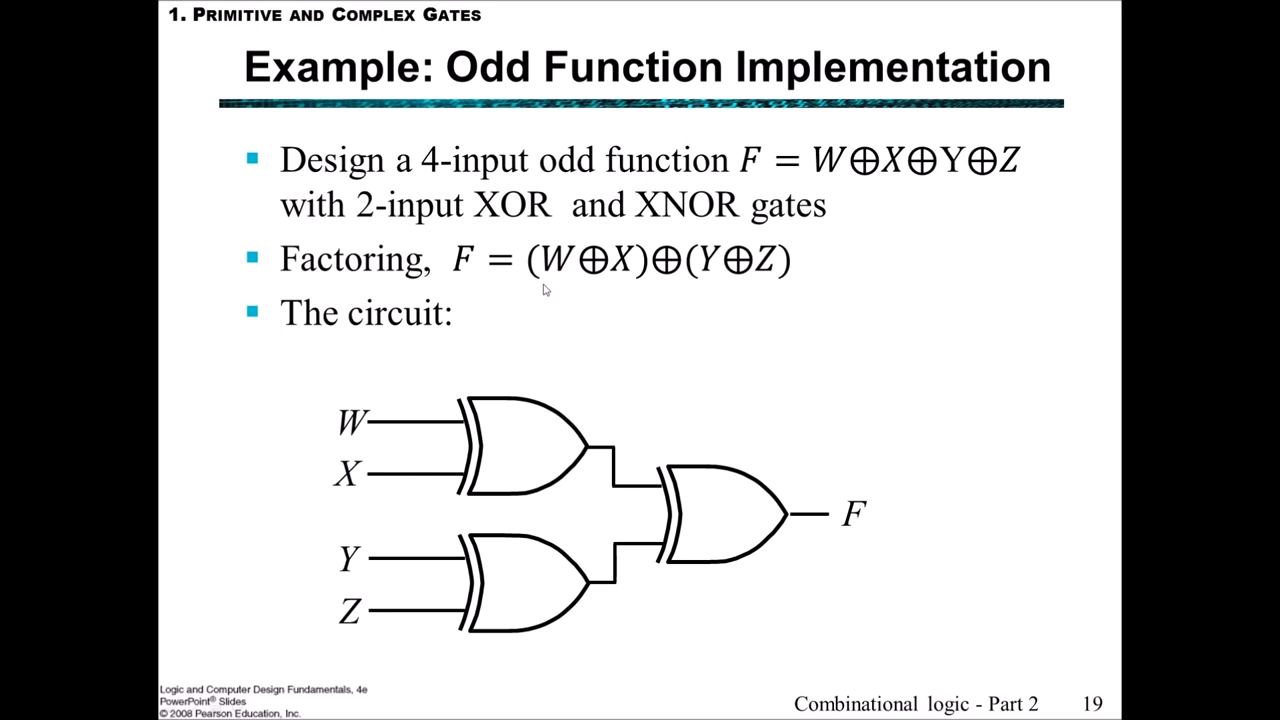 1. PRIMITIVE AND COMPLEX GATES
Example: Odd Function Implementation
Design a 4-input odd function F = W⊕X⊕Y⊕Z
with 2-input XOR and XNOR gates
Factoring, F = (W⊕X)⊕(Y⊕Z)
The circuit:
W
X
F
Y
Z
Logic and Computer Design Fundamentals, 4e
PowerPoint® Slides
© 2008 Pearson Education, Inc.
Combinational logic - Part 2 19